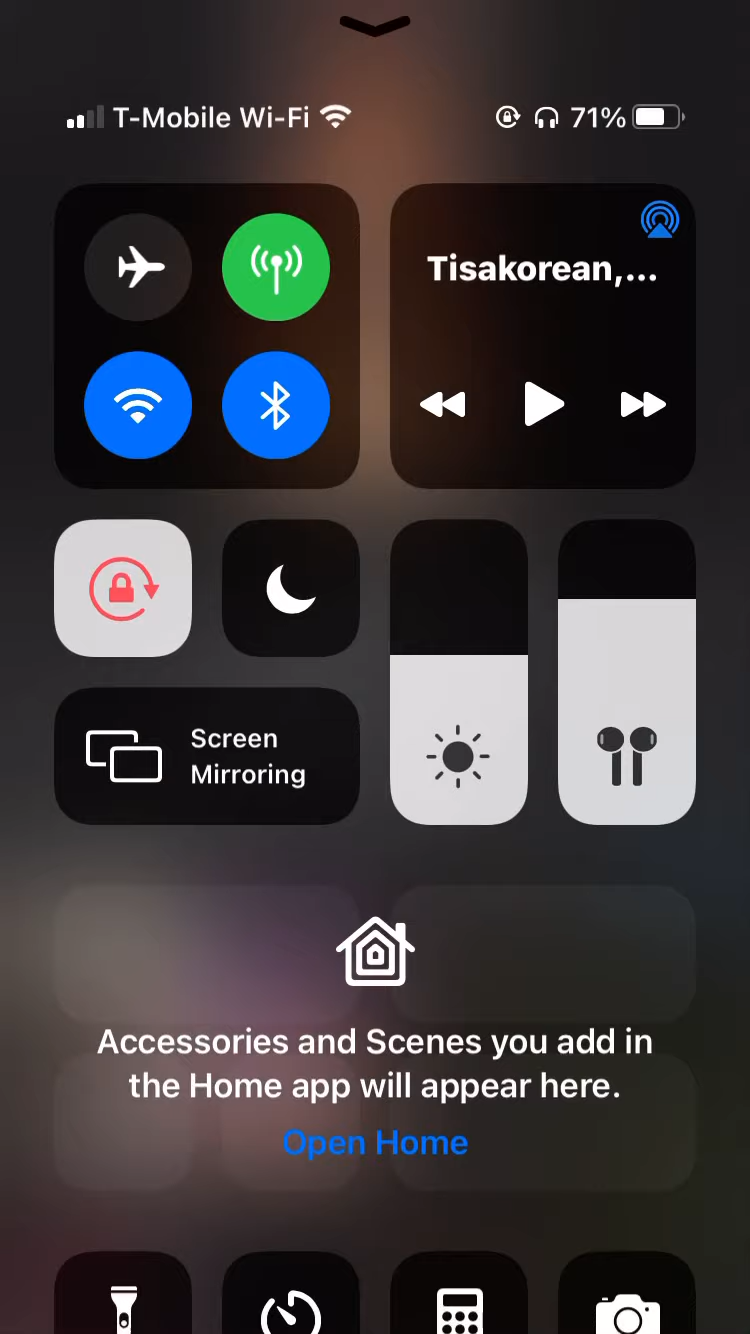 T-Mobile Wi-Fi 71%
Tisakorean,...
Screen
Mirroring
Accessories and Scenes you add in
the Home app will appear here.
Open Home